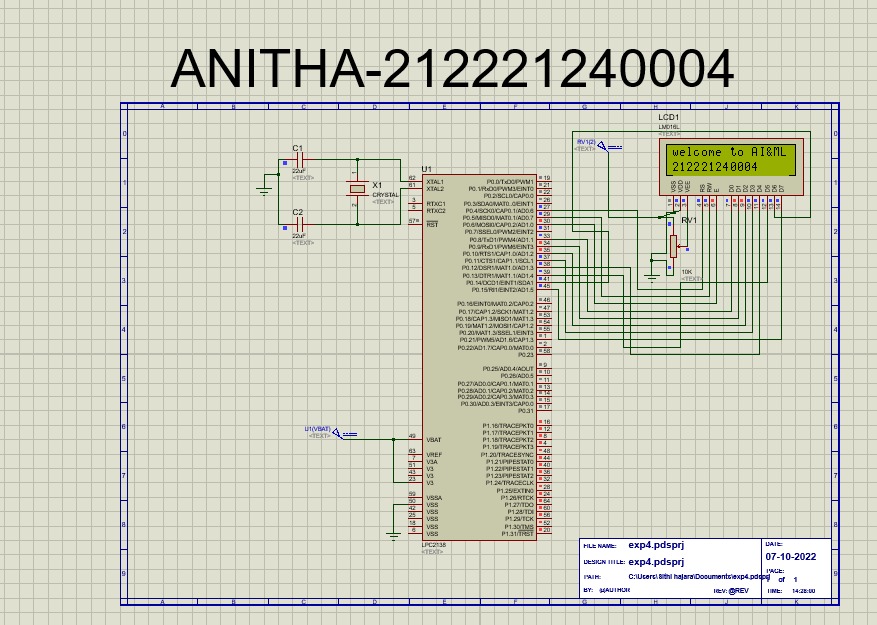 ANITHA-212221240004
LCD1
LM016L
<TEXT>
welcome to AI&ML
212221240004
VSS VDD VEE RS RW E D0 D1 D2 D3 D4 D5 D6 D7
RV1(2)
<TEXT>
RV1
10K
<TEXT>
C1
22uF
<TEXT>
X1
CRYSTAL
<TEXT>
C2
22uF
<TEXT>
U1
62 XTAL1
61 XTAL2
3 RTXC1
5 RTXC2
57 RST
U1(VBAT)
<TEXT>
49 VBAT
63 VREF
7 V3A
51 V3
43 V3
23 V3
59 VSSA
50 VSS
42 VSS
25 VSS
18 VSS
6 VSS
P0.0/TxD0/PWM1 19
P0.1/RxD0/PWM3/EINT0 21
P0.2/SCL0/CAP0.0 22
P0.3/SDA0/MAT0.0/EINT1 26
P0.4/SCK0/CAP0.1/AD0.6 27
P0.5/MISO0/MAT0.1/AD0.7 29
P0.6/MOSI0/CAP0.2/AD1.0 30
P0.7/SSEL0/PWM2/EINT2 31
P0.8/TxD1/PWM4/AD1.1 33
P0.9/RxD1/PWM6/EINT3 34
P0.10/RTS1/CAP1.0/AD1.2 35
P0.11/CTS1/CAP1.1/SCL1 37
P0.12/DSR1/MAT1.0/AD1.3 38
P0.13/DTR1/MAT1.1/AD1.4 39
P0.14/DCD1/EINT1/SDA1 41
P0.15/RI1/EINT2/AD1.5 45
P0.16/EINT0/MAT0.2/CAP0.2 46
P0.17/CAP1.2/SCK1/MAT1.2 47
P0.18/CAP1.3/MISO1/MAT1.3 53
P0.19/MAT1.2/MOSI1/CAP1.2 54
P0.20/MAT1.3/SSEL1/EINT3 55
P0.21/PWM5/AD1.6/CAP1.3 1
P0.22/AD1.7/CAP0.0/MAT0.0 2
P0.23 58
P0.25/AD0.4/AOUT 9
P0.26/AD0.5 10
P0.27/AD0.0/CAP0.1/MAT0.1 11
P0.28/AD0.1/CAP0.2/MAT0.2 13
P0.29/AD0.2/CAP0.3/MAT0.3 14
P0.30/AD0.3/EINT3/CAP0.0 15
P0.31 17
P1.16/TRACEPKT0 16
P1.17/TRACEPKT1 12
P1.18/TRACEPKT2 8
P1.19/TRACEPKT3 4
P1.20/TRACESYNC 48
P1.21/PIPESTAT0 44
P1.22/PIPESTAT1 40
P1.23/PIPESTAT2 36
P1.24/TRACECLK 32
P1.25/EXTIN0 28
P1.26/RTCK 24
P1.27/TDO 64
P1.28/TDI 60
P1.29/TCK 56
P1.30/TMS 52
P1.31/TRST 20
LPC2138
<TEXT>
FILE NAME: exp4.pdsprj
DESIGN TITLE: exp4.pdsprj
PATH: C:\Users\Sithi hajara\Documents\exp4.pdsprj
BY: @AUTHOR REV: @REV
DATE:
07-10-2022
PAGE:
of 1
TIME: 14:28:00